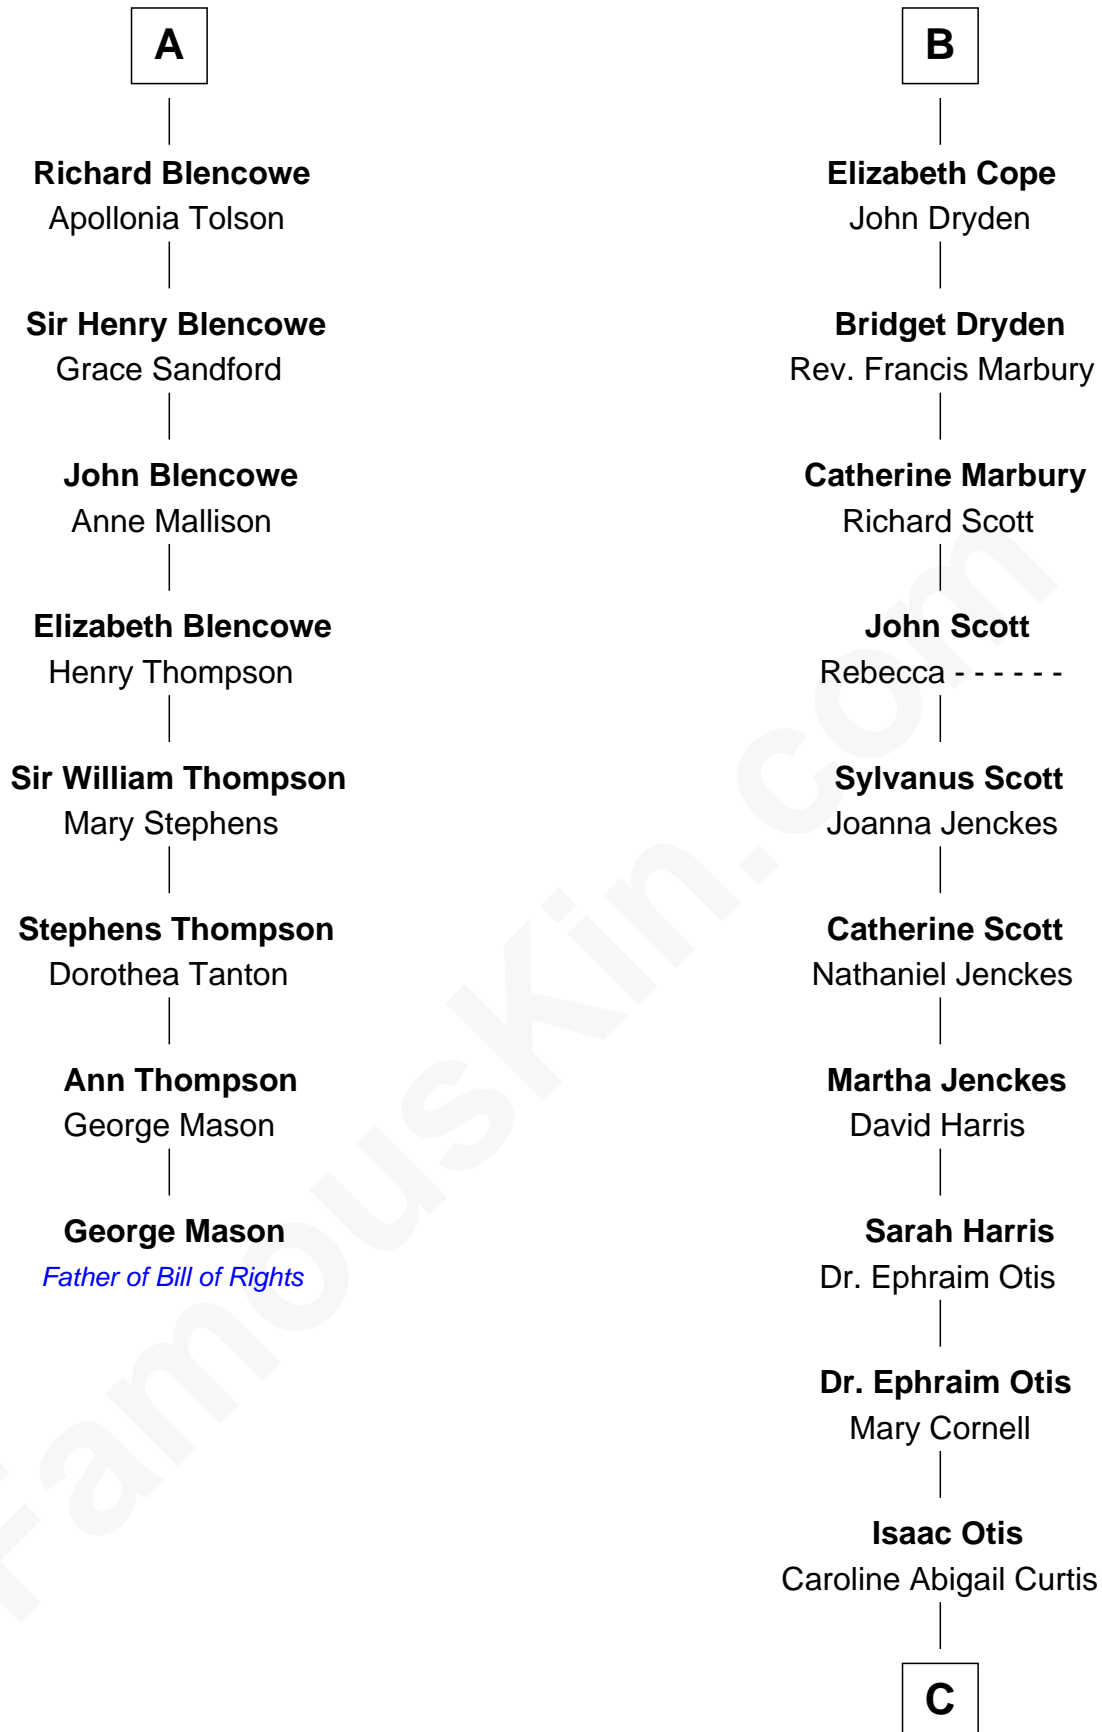 A
Richard Blencowe
Apollonia Tolson
Sir Henry Blencowe
Grace Sandford
John Blencowe
Anne Mallison
Elizabeth Blencowe
Henry Thompson
Sir William Thompson
Mary Stephens
Stephens Thompson
Dorothea Tanton
Ann Thompson
George Mason
George Mason
Father of Bill of Rights
B
Elizabeth Cope
John Dryden
Bridget Dryden
Rev. Francis Marbury
Catherine Marbury
Richard Scott
John Scott
Rebecca - - - - - -
Sylvanus Scott
Joanna Jenckes
Catherine Scott
Nathaniel Jenckes
Martha Jenckes
David Harris
Sarah Harris
Dr. Ephraim Otis
Dr. Ephraim Otis
Mary Cornell
Isaac Otis
Caroline Abigail Curtis
C
FamousKin.com